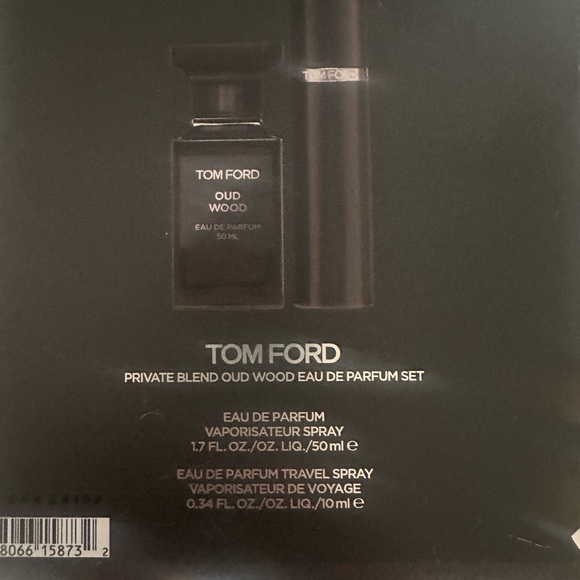 TOM FORD
TOM FORD
OUD
WOOD
EAU DE PARFUM
50 ML
TOM FORD
PRIVATE BLEND OUD WOOD EAU DE PARFUM SET
EAU DE PARFUM
VAPORISATEUR SPRAY
1.7 FL. OZ./OZ. LIQ./50 ml ℮
EAU DE PARFUM TRAVEL SPRAY
VAPORISATEUR DE VOYAGE
0.34 FL. OZ./OZ. LIQ./10 ml ℮
8066 15873 2